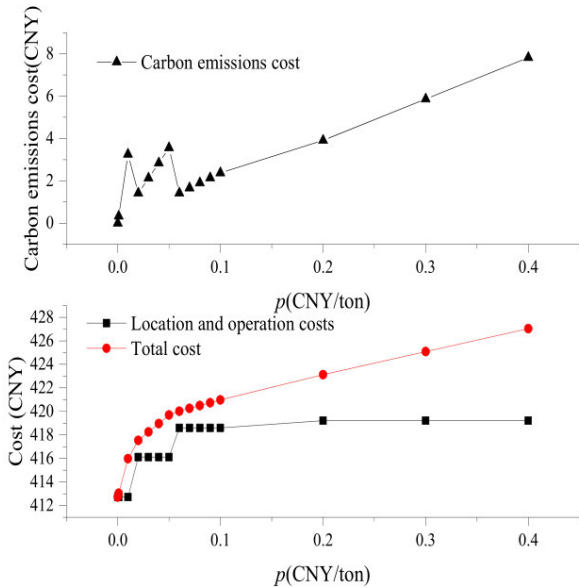 Carbon emissions cost(CNY)
8
6
4
2
0
Carbon emissions cost
0.0 0.1 0.2 0.3 0.4
p(CNY/ton)
Cost (CNY)
428
426
424
422
420
418
416
414
412
Location and operation costs
Total cost
0.0 0.1 0.2 0.3 0.4
p(CNY/ton)